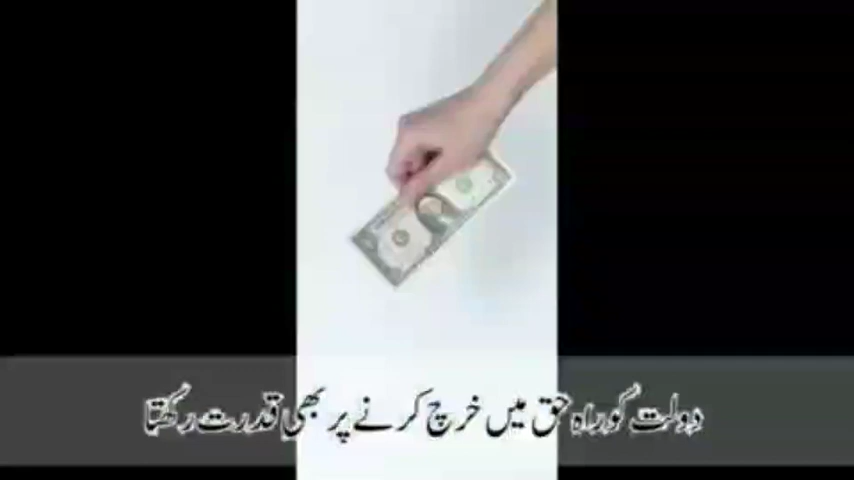 دولت کو راہ حق میں خرچ کرنے پر بھی قدرت رکھتا